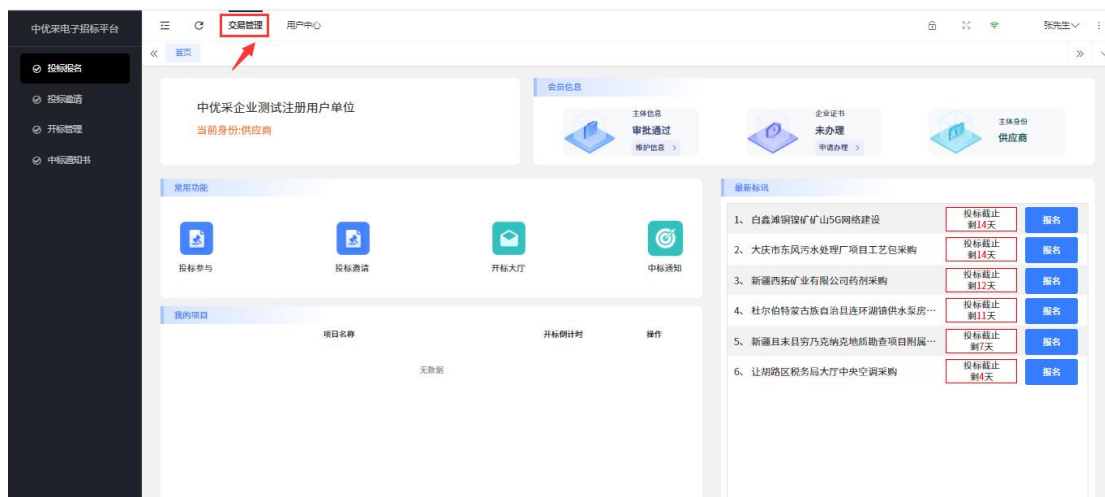 中优采电子招标平台
交易管理
用户中心
张先生
首页
投标报名
投标邀请
开标管理
中标通知书
中优采企业测试注册用户单位
当前身份:供应商
会员信息
主体信息
审批通过
维护信息 >
企业证书
未办理
申请办理 >
主体身份
供应商
常用功能
投标参与
投标邀请
开标大厅
中标通知
我的项目
项目名称 开标倒计时 操作
无数据
最新标讯
1、 白鑫滩铜镍矿矿山5G网络建设 投标截止 剩14天 报名
2、 大庆市东风污水处理厂项目工艺包采购 投标截止 剩14天 报名
3、 新疆西拓矿业有限公司药剂采购 投标截止 剩12天 报名
4、 杜尔伯特蒙古族自治县连环湖镇供水泵房… 投标截止 剩11天 报名
5、 新疆且末县穷乃克纳克地质勘查项目附属… 投标截止 剩7天 报名
6、 让胡路区税务局大厅中央空调采购 投标截止 剩4天 报名